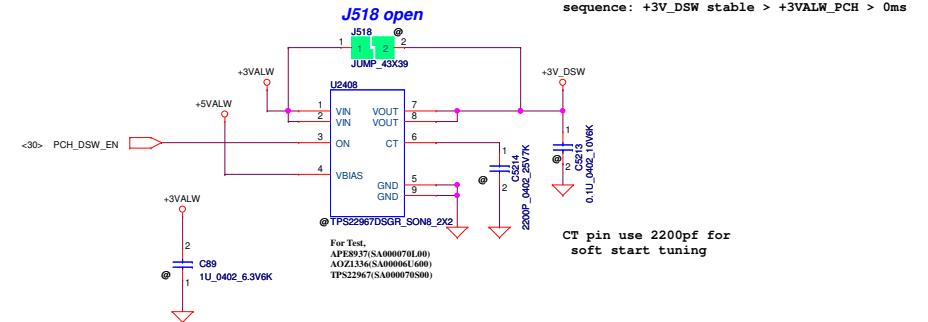 sequence: +3V_DSW stable > +3VALW_PCH > 0ms
J518 open
J518
@
1
1
2
2
JUMP_43X39
+3VALW
+5VALW
+3V_DSW
U2408
1
VIN
VOUT
7
2
VIN
VOUT
8
3
ON
CT
6
<30> PCH_DSW_EN
4
VBIAS
GND
5
GND
9
@
TPS22967DSGR_SON8_2X2
1
@
2
C5214
2200P_0402_25V7K
1
@
2
C5213
0.1U_0402_10V6K
+3VALW
2
C89
@
1
1U_0402_6.3V6K
For Test,
APE8937(SA000070L00)
AOZ1336(SA00006U600)
TPS22967(SA000070S00)
CT pin use 2200pf for
soft start tuning